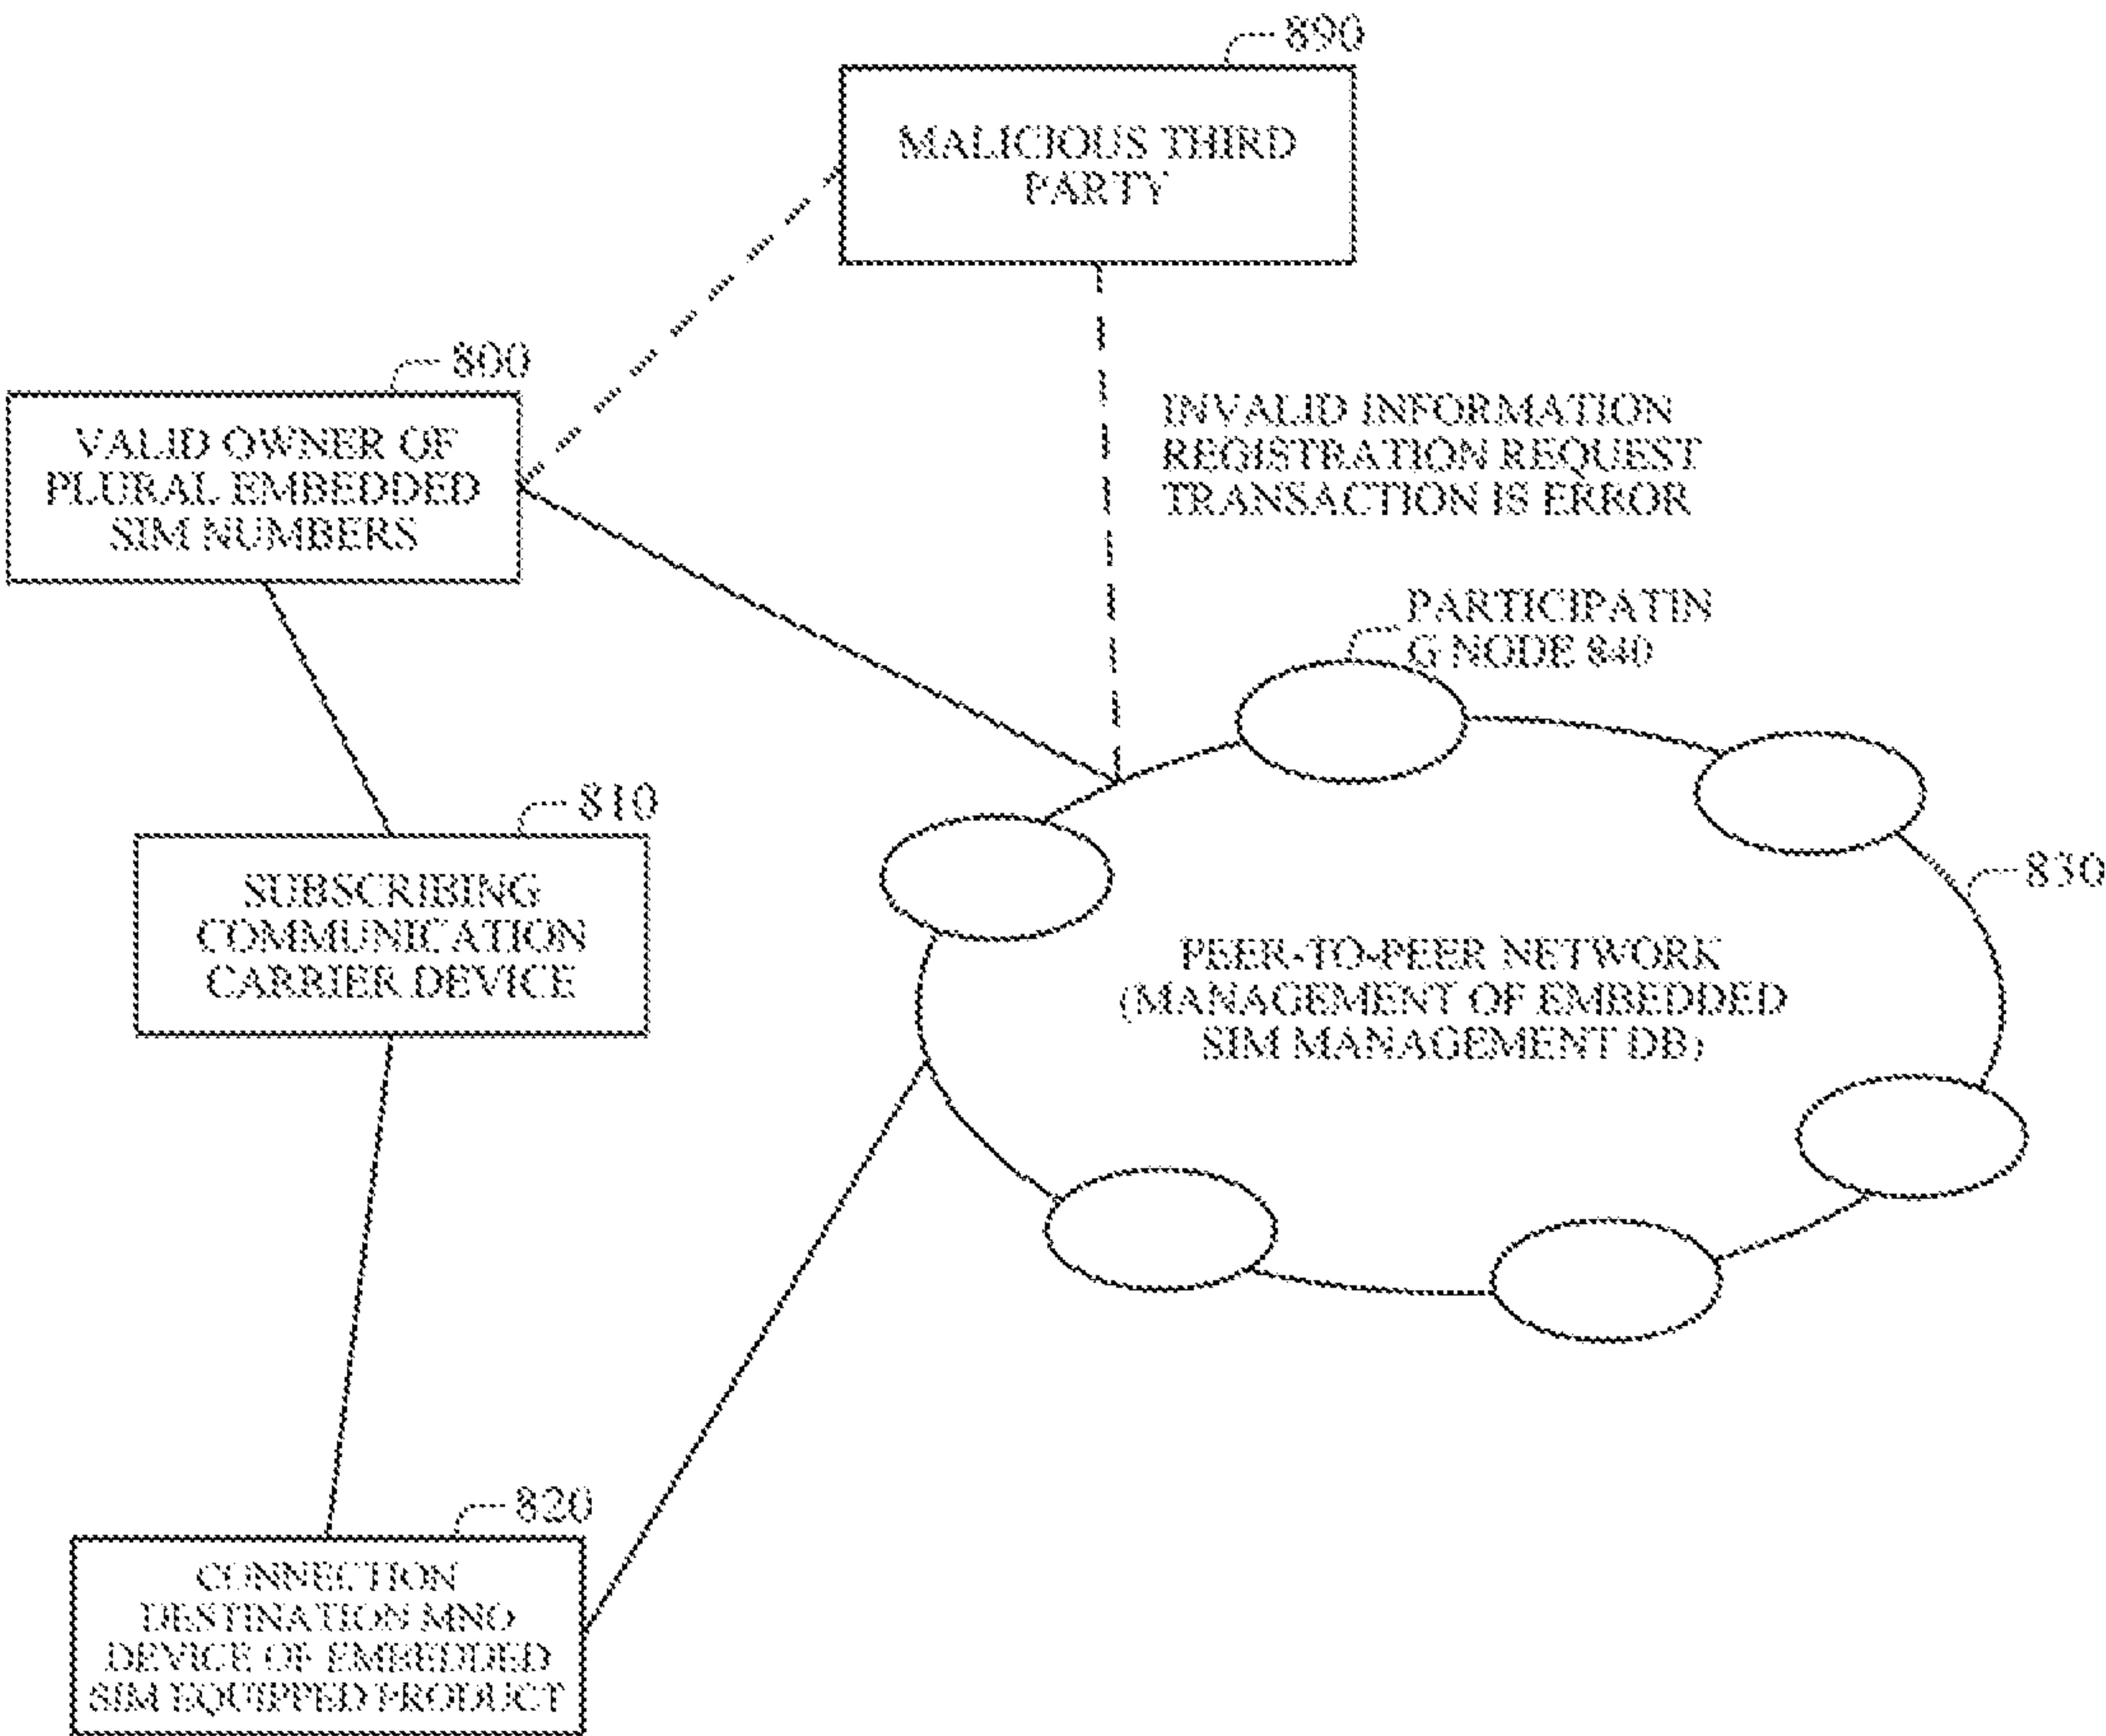 890
MALICIOUS THIRD
PARTY
800
VALID OWNER OF
PLURAL EMBEDDED
SIM NUMBERS
INVALID INFORMATION
REGISTRATION REQUEST
TRANSACTION IS ERROR
PARTICIPATIN
G NODE 840
810
SUBSCRIBING
COMMUNICATION
CARRIER DEVICE
830
PEER-TO-PEER NETWORK
(MANAGEMENT OF EMBEDDED
SIM MANAGEMENT DB)
820
CONNECTION
DESTINATION MNO
DEVICE OF EMBEDDED
SIM EQUIPPED PRODUCT